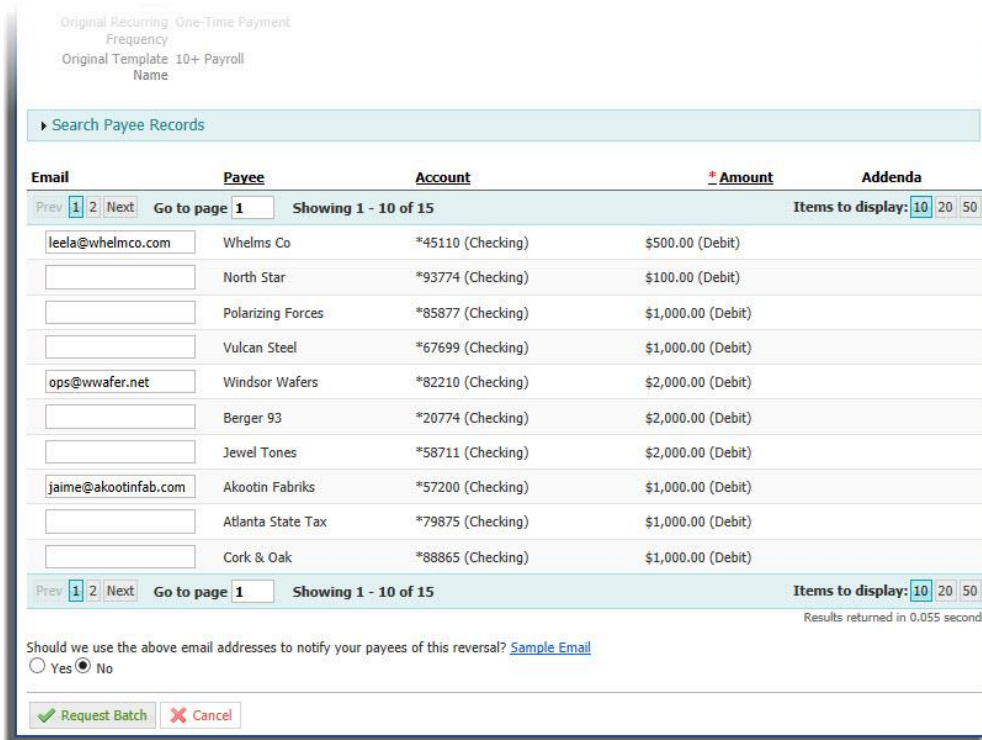 Original Recurring Frequency One-Time Payment
Original Template Name 10+ Payroll
Search Payee Records
Email Payee Account * Amount Addenda
Prev 1 2 Next Go to page 1 Showing 1 - 10 of 15 Items to display: 10 20 50
leela@whelmco.com Whelms Co *45110 (Checking) $500.00 (Debit)
North Star *93774 (Checking) $100.00 (Debit)
Polarizing Forces *85877 (Checking) $1,000.00 (Debit)
Vulcan Steel *67699 (Checking) $1,000.00 (Debit)
ops@wwafer.net Windsor Wafers *82210 (Checking) $2,000.00 (Debit)
Berger 93 *20774 (Checking) $2,000.00 (Debit)
Jewel Tones *58711 (Checking) $2,000.00 (Debit)
jaime@akootinfab.com Akootin Fabriks *57200 (Checking) $1,000.00 (Debit)
Atlanta State Tax *79875 (Checking) $1,000.00 (Debit)
Cork & Oak *88865 (Checking) $1,000.00 (Debit)
Prev 1 2 Next Go to page 1 Showing 1 - 10 of 15 Items to display: 10 20 50
Results returned in 0.055 second
Should we use the above email addresses to notify your payees of this reversal? Sample Email
Yes No
Request Batch Cancel